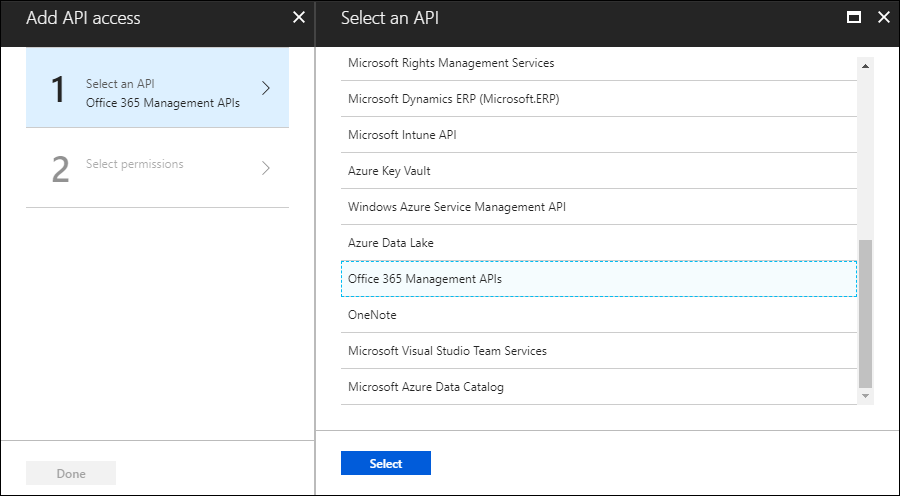 Add API access
1
Select an API
Office 365 Management APIs
2
Select permissions
Done
Select an API
Microsoft Rights Management Services
Microsoft Dynamics ERP (Microsoft.ERP)
Microsoft Intune API
Azure Key Vault
Windows Azure Service Management API
Azure Data Lake
Office 365 Management APIs
OneNote
Microsoft Visual Studio Team Services
Microsoft Azure Data Catalog
Select